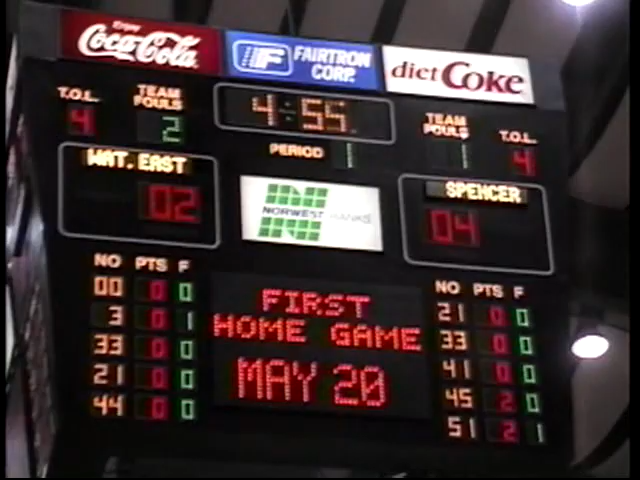 Enjoy
Coca-Cola
FAIRTRON
CORP.
diet Coke
T.O.L.
TEAM
FOULS
4
2
4:55
PERIOD 1
TEAM
FOULS
T.O.L.
1
4
WAT. EAST
02
NORWEST BANKS
SPENCER
04
NO PTS F
00 0 0
3 0 1
33 0 0
21 0 0
44 0 0
FIRST
HOME GAME
MAY 20
NO PTS F
21 0 0
33 0 0
41 0 0
45 2 0
51 2 1